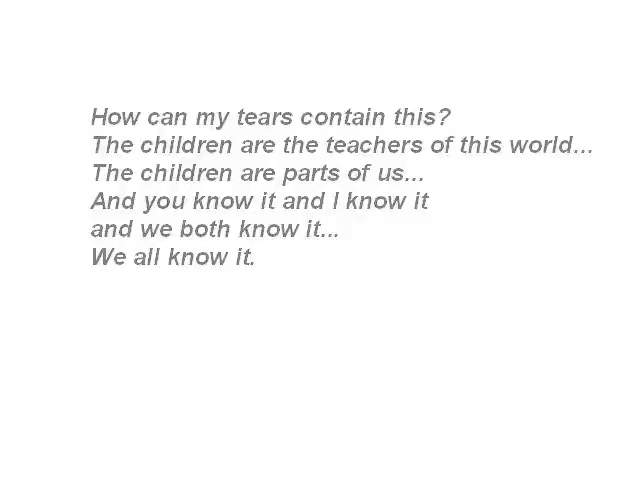 How can my tears contain this?
The children are the teachers of this world...
The children are parts of us...
And you know it and I know it
and we both know it...
We all know it.